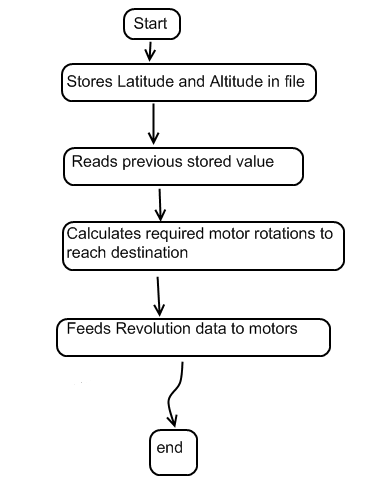 Start
Stores Latitude and Altitude in file
Reads previous stored value
Calculates required motor rotations to
reach destination
Feeds Revolution data to motors
end